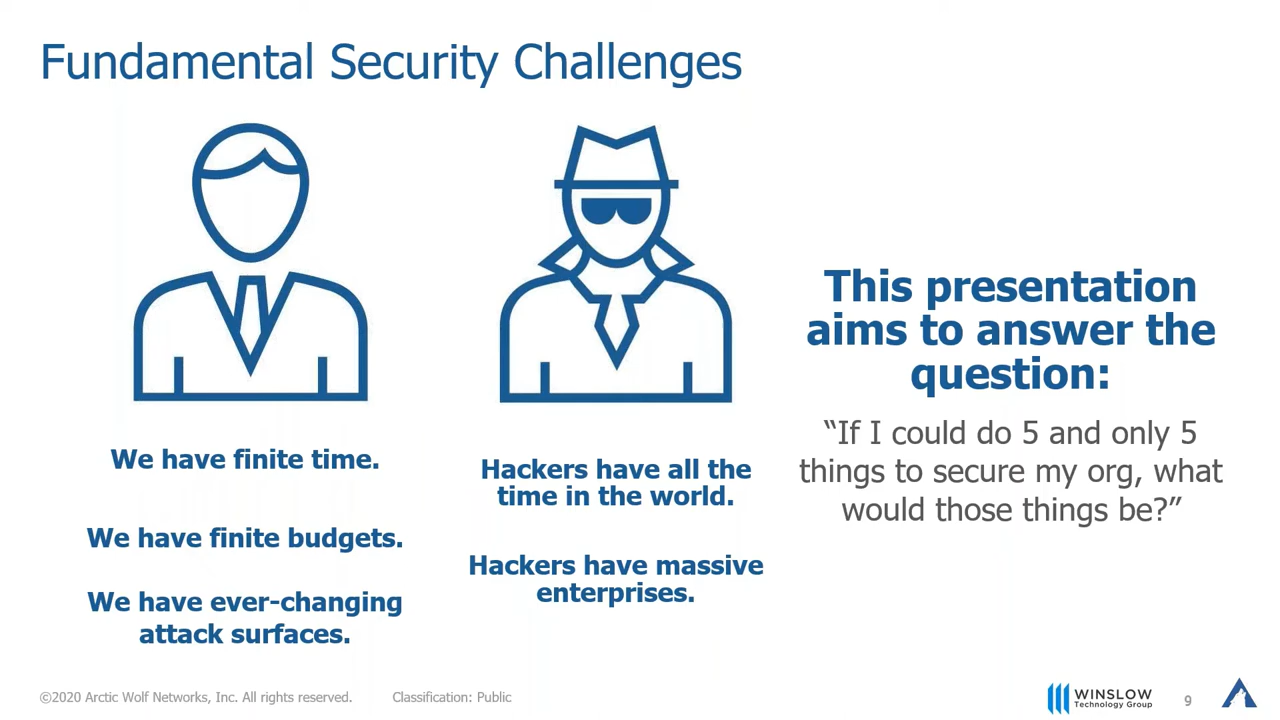 Fundamental Security Challenges
We have finite time.
We have finite budgets.
We have ever-changing
attack surfaces.
Hackers have all the
time in the world.
Hackers have massive
enterprises.
This presentation
aims to answer the
question:
“If I could do 5 and only 5
things to secure my org, what
would those things be?”
©2020 Arctic Wolf Networks, Inc. All rights reserved.
Classification: Public
WINSLOW
Technology Group
9